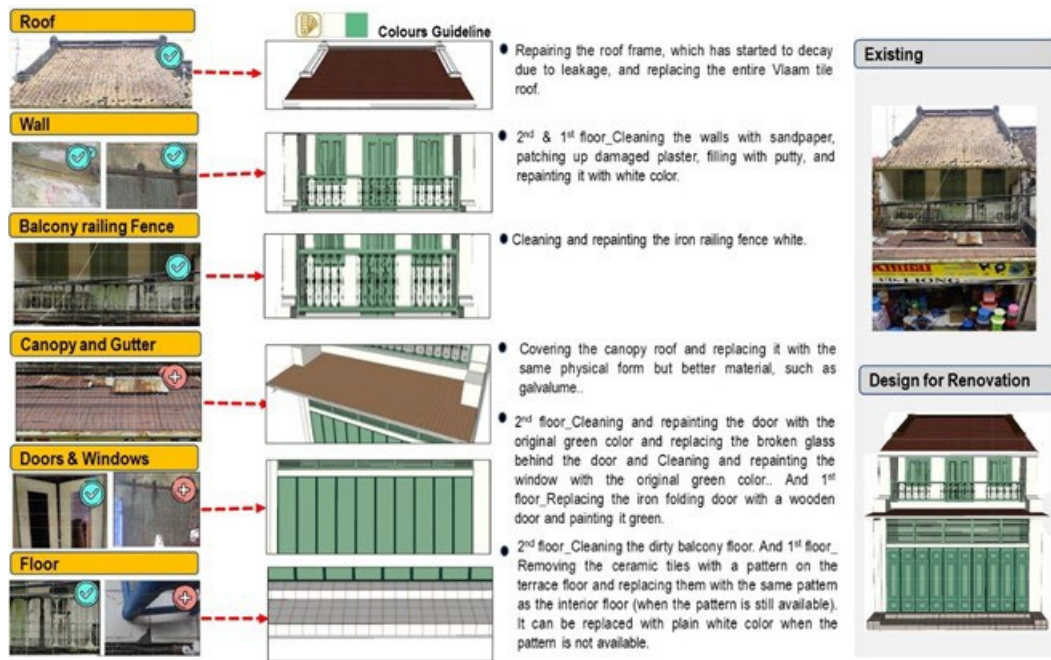 Roof
Colours Guideline
Repairing the roof frame, which has started to decay
due to leakage, and replacing the entire Vlaam tile
roof.
Existing
Wall
2nd & 1st floor_Cleaning the walls with sandpaper,
patching up damaged plaster, filling with putty, and
repainting it with white color.
Balcony railing Fence
Cleaning and repainting the iron railing fence white.
LIONG
Canopy and Gutter
Covering the canopy roof and replacing it with the
same physical form but better material, such as
galvalume..
Design for Renovation
Doors & Windows
2nd floor_Cleaning and repainting the door with the
original green color and replacing the broken glass
behind the door and Cleaning and repainting the
window with the original green color.. And 1st
floor_Replacing the iron folding door with a wooden
door and painting it green.
Floor
2nd floor_Cleaning the dirty balcony floor. And 1st floor_
Removing the ceramic tiles with a pattern on the
terrace floor and replacing them with the same pattern
as the interior floor (when the pattern is still available).
It can be replaced with plain white color when the
pattern is not available.